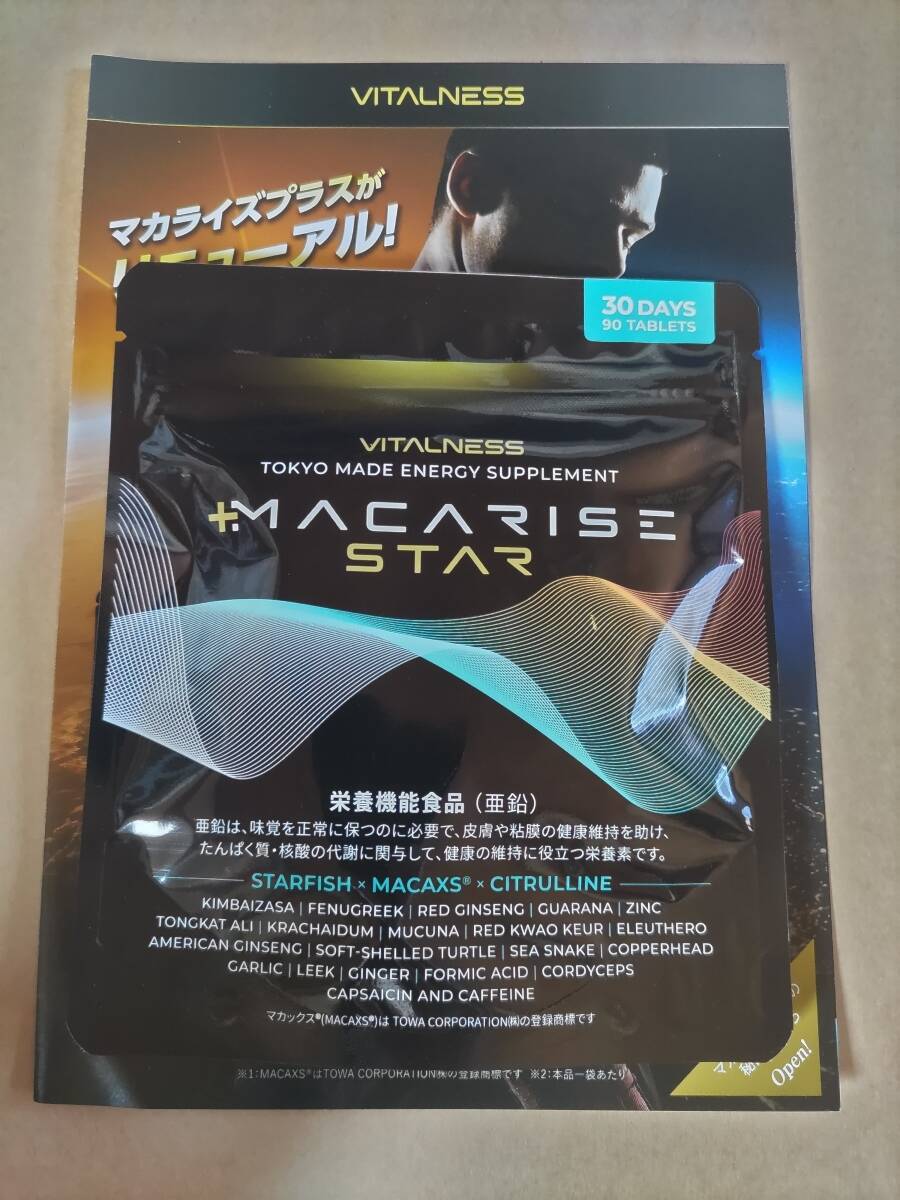 VITALNESS
マカライズプラスが
リニューアル!
30 DAYS
90 TABLETS
VITALNESS
TOKYO MADE ENERGY SUPPLEMENT
+MACARISE
STAR
栄養機能食品（亜鉛）
亜鉛は、味覚を正常に保つのに必要で、皮膚や粘膜の健康維持を助け、
たんぱく質・核酸の代謝に関与して、健康の維持に役立つ栄養素です。
STARFISH × MACAXS® × CITRULLINE
KIMBAIZASA | FENUGREEK | RED GINSENG | GUARANA | ZINC
TONGKAT ALI | KRACHAIDUM | MUCUNA | RED KWAO KEUR | ELEUTHERO
AMERICAN GINSENG | SOFT-SHELLED TURTLE | SEA SNAKE | COPPERHEAD
GARLIC | LEEK | GINGER | FORMIC ACID | CORDYCEPS
CAPSAICIN AND CAFFEINE
マカックス®(MACAXS®)は TOWA CORPORATION㈱の登録商標です
※1:MACAXS®はTOWA CORPORATION㈱の登録商標です ※2:本品一袋あたり
Open!